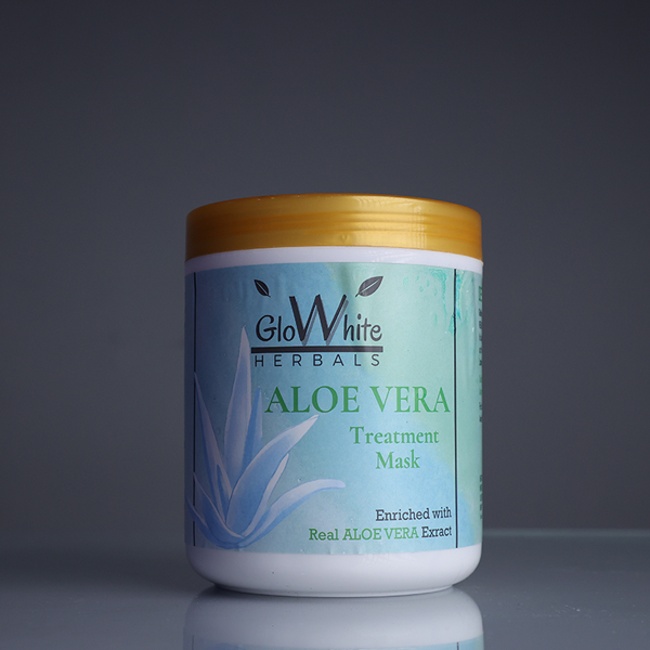 GloWhite
HERBALS
ALOE VERA
Treatment
Mask
Enriched with
Real ALOE VERA Exract